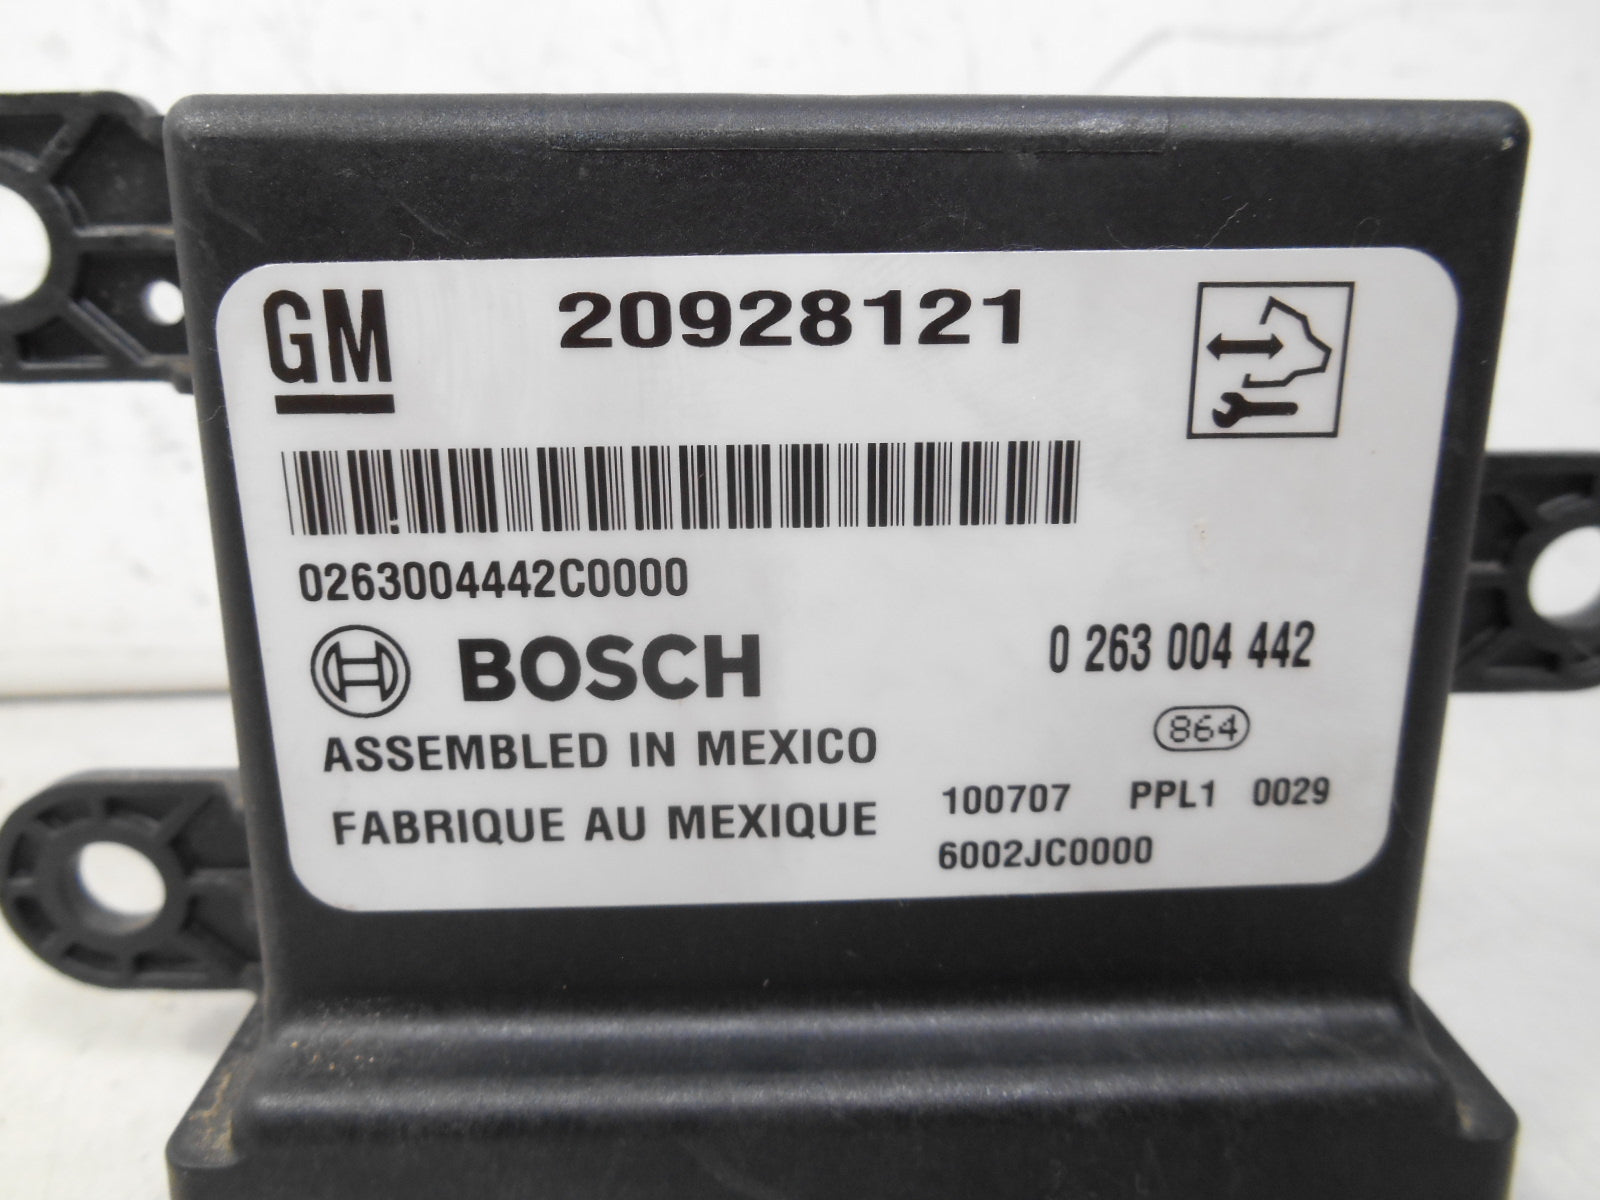 GM 20928121
0263004442C0000
BOSCH 0 263 004 442
864
ASSEMBLED IN MEXICO
FABRIQUE AU MEXIQUE
100707 PPL1 0029
6002JC0000